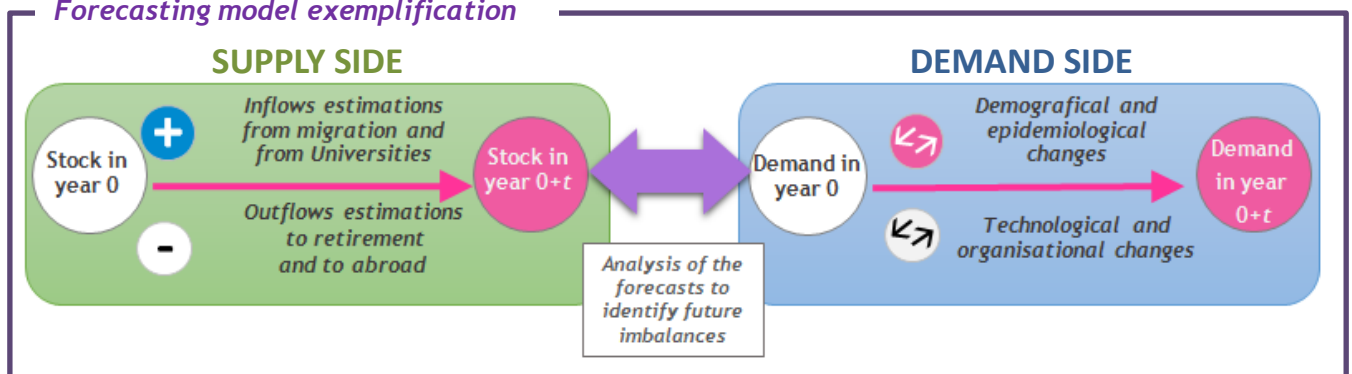 Forecasting model exemplification
SUPPLY SIDE
Stock in
year 0
+
Inflows estimations
from migration and
from Universities
-
Outflows estimations
to retirement
and to abroad
Stock in
year 0+t
Analysis of the
forecasts to
identify future
imbalances
DEMAND SIDE
Demand in
year 0
Demografical and
epidemiological
changes
Technological and
organisational changes
Demand
in year
0+t